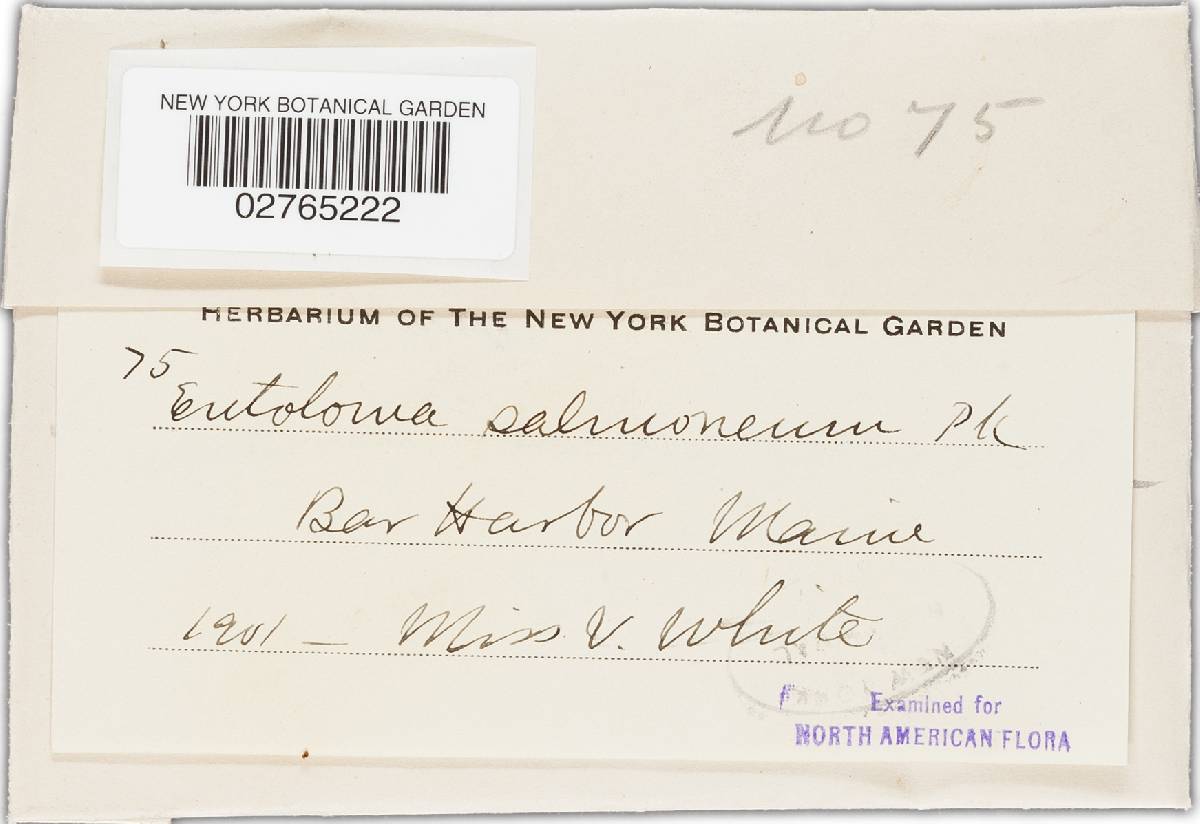 NEW YORK BOTANICAL GARDEN
02765222
No 75
HERBARIUM OF THE NEW YORK BOTANICAL GARDEN
75
Entoloma salmoneum Pk
Bar Harbor Maine
1901 — Miss V. White
Examined for
NORTH AMERICAN FLORA